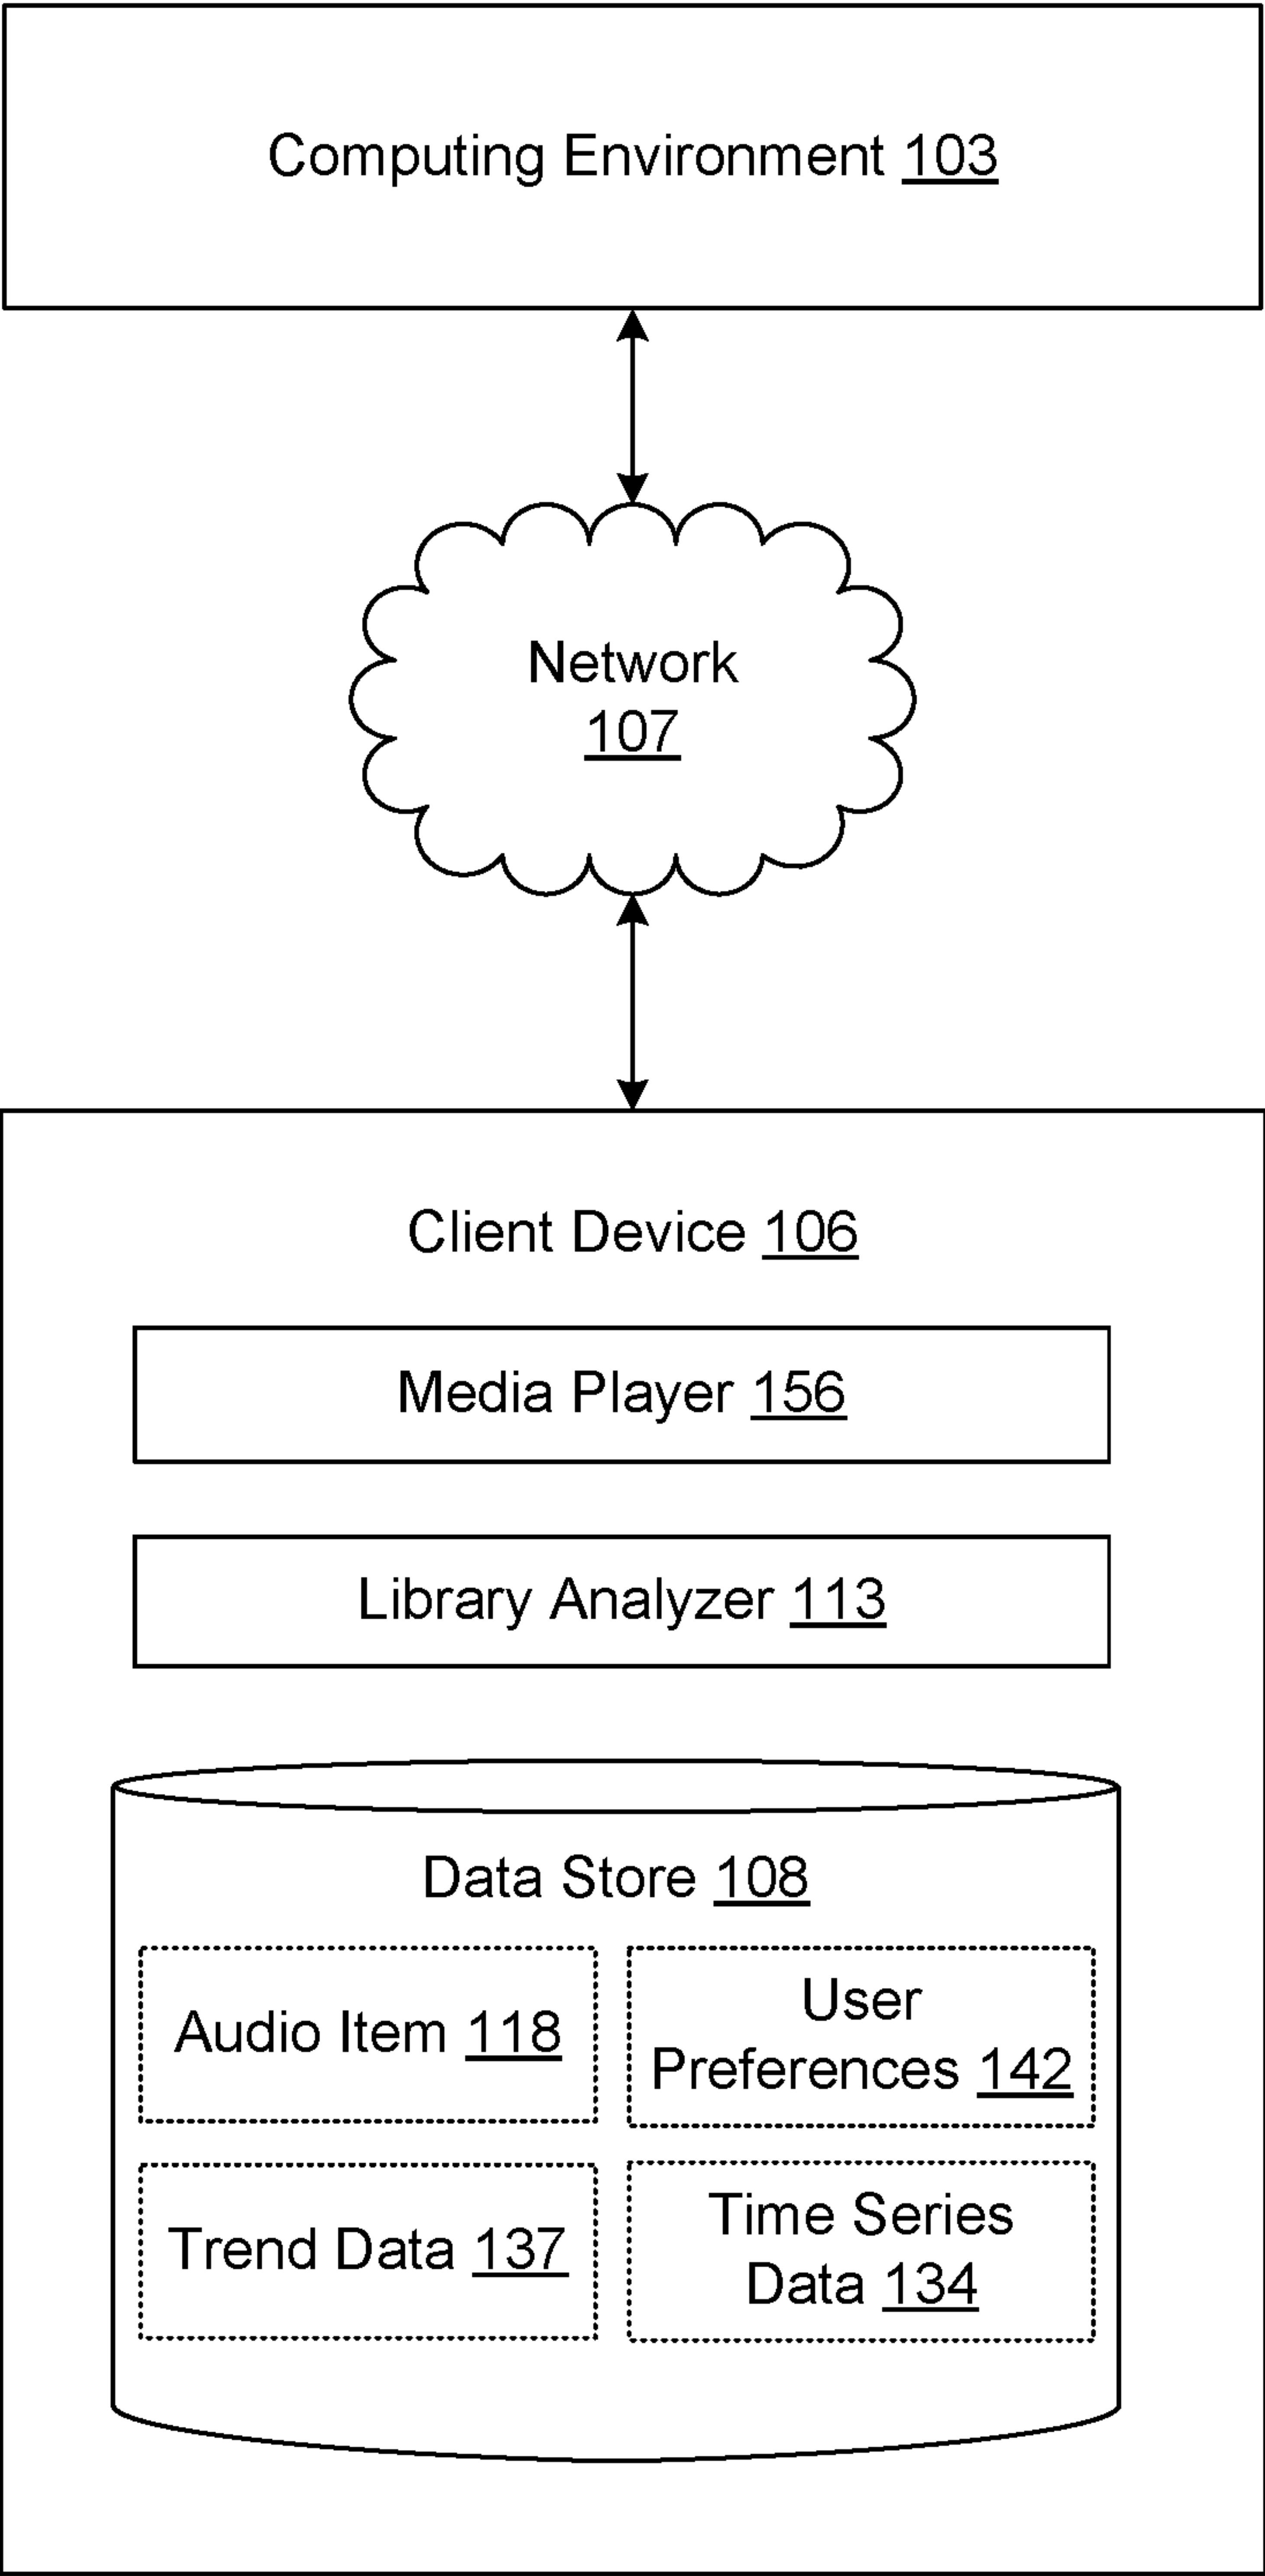 Computing Environment 103
Network
107
Client Device 106
Media Player 156
Library Analyzer 113
Data Store 108
Audio Item 118
User
Preferences 142
Trend Data 137
Time Series
Data 134